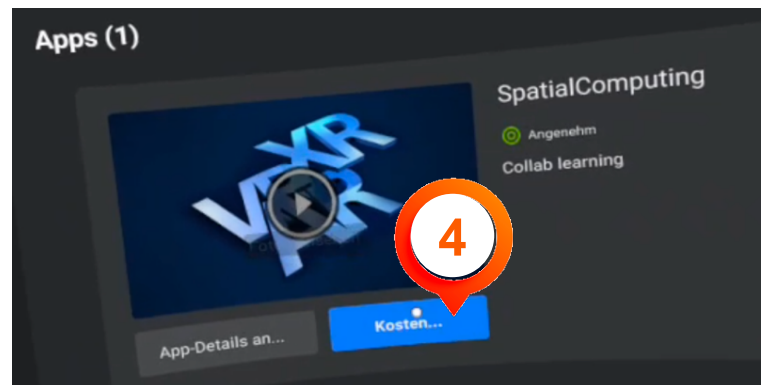 Apps (1)
SpatialComputing
Angenehm
Collab learning
VR XR
AR
4
Kosten...
App-Details an...